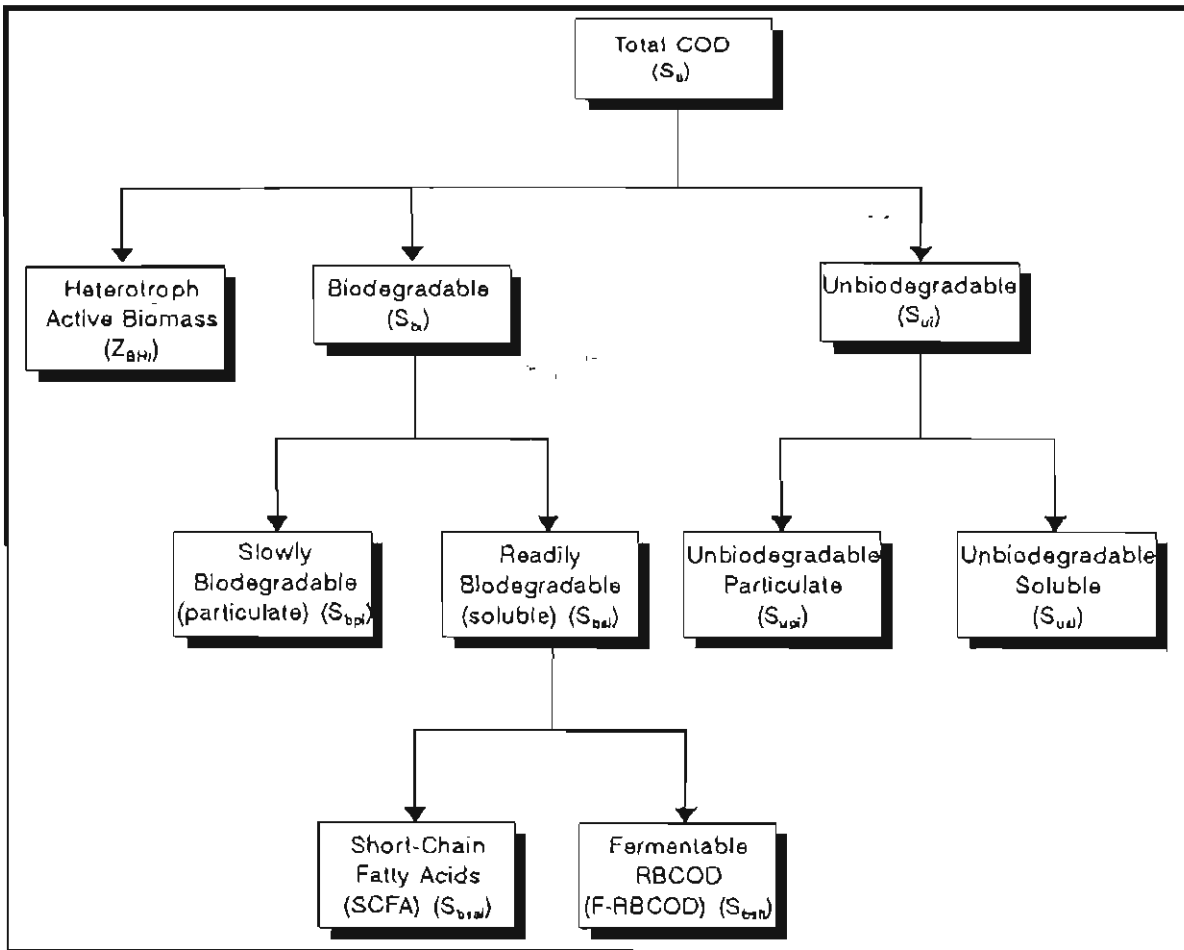 Total COD
(S_ti)
Heterotroph
Active Biomass
(Z_BHi)
Biodegradable
(S_bi)
Unbiodegradable
(S_ui)
Slowly
Biodegradable
(particulate) (S_bpi)
Readily
Biodegradable
(soluble) (S_bsi)
Unbiodegradable
Particulate
(S_upi)
Unbiodegradable
Soluble
(S_usi)
Short-Chain
Fatty Acids
(SCFA) (S_bsai)
Fermentable
RBCOD
(F-RBCOD) (S_bsfi)